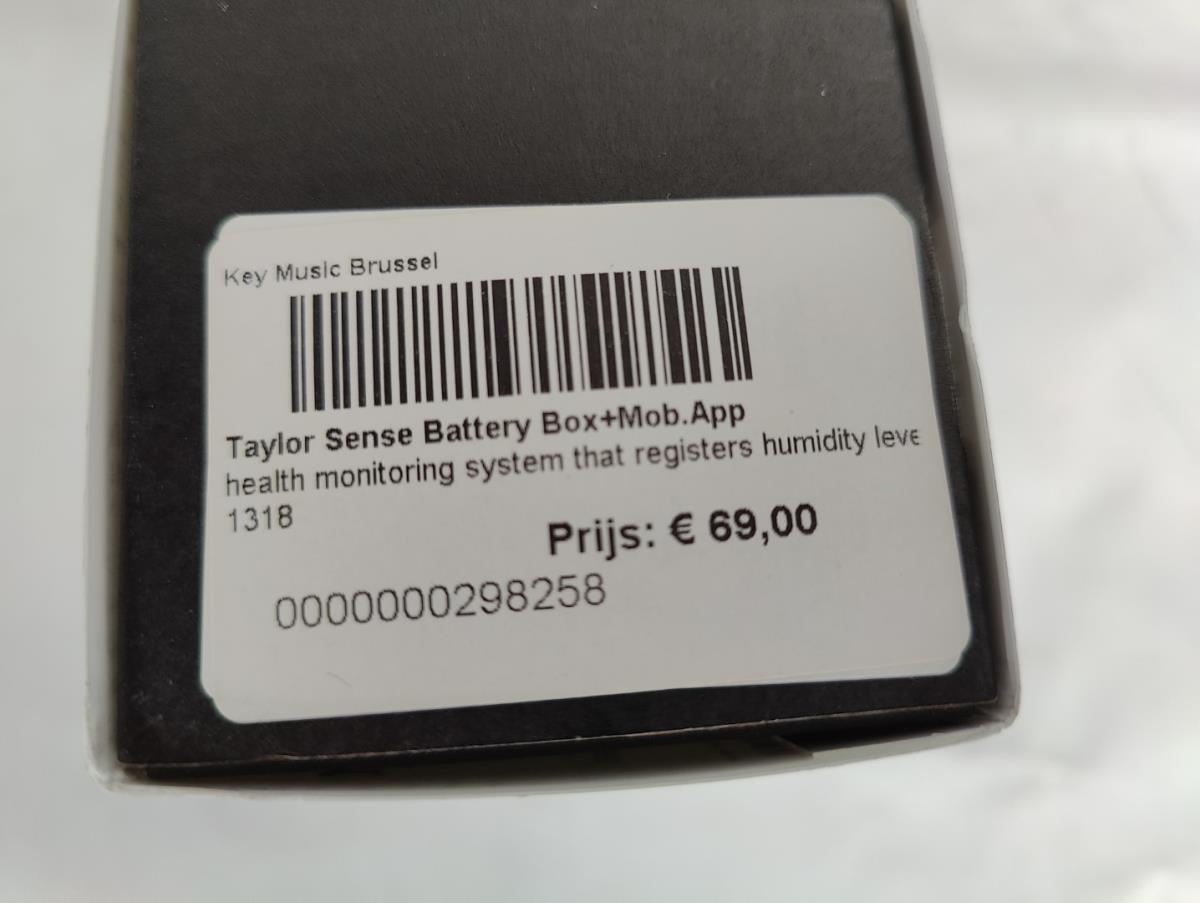 Key Music Brussel
Taylor Sense Battery Box+Mob.App
health monitoring system that registers humidity leve
1318
Prijs: € 69,00
0000000298258